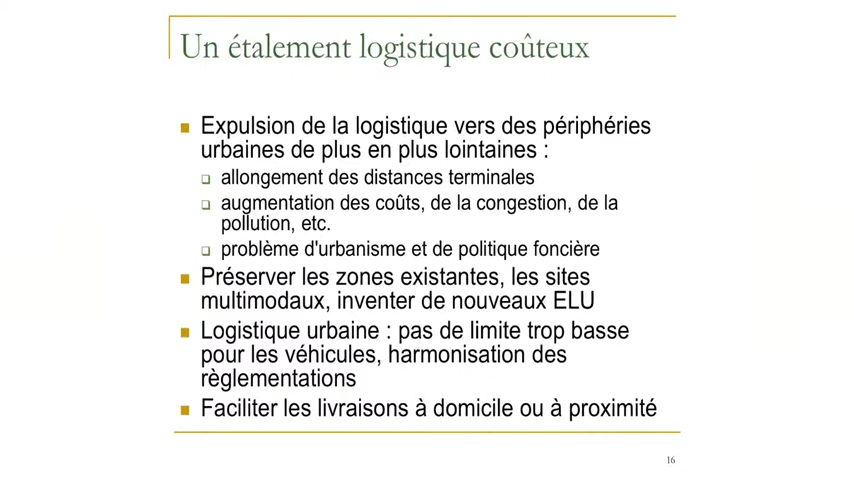 Un étalement logistique coûteux
Expulsion de la logistique vers des périphéries
urbaines de plus en plus lointaines :
allongement des distances terminales
augmentation des coûts, de la congestion, de la
pollution, etc.
problème d'urbanisme et de politique foncière
Préserver les zones existantes, les sites
multimodaux, inventer de nouveaux ELU
Logistique urbaine : pas de limite trop basse
pour les véhicules, harmonisation des
règlementations
Faciliter les livraisons à domicile ou à proximité
16